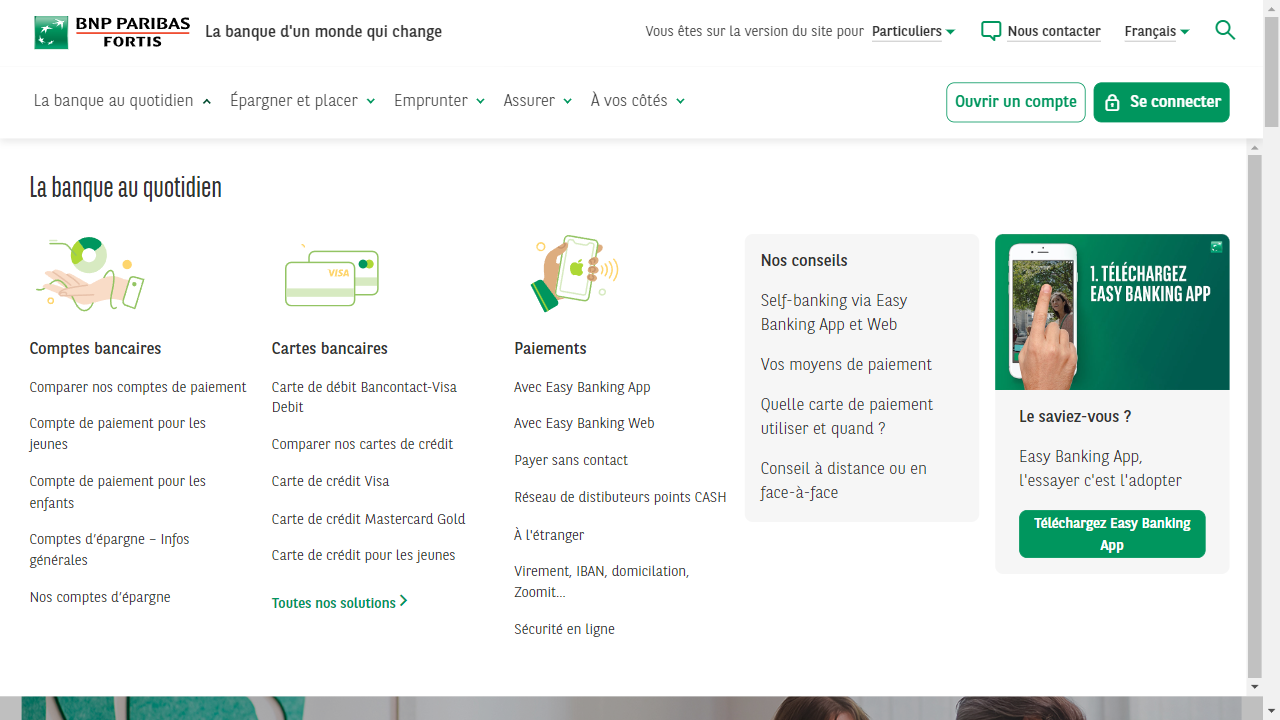 BNP PARIBAS
FORTIS
La banque d'un monde qui change
Vous êtes sur la version du site pour Particuliers
Nous contacter
Français
La banque au quotidien
Épargner et placer
Emprunter
Assurer
À vos côtés
Ouvrir un compte
Se connecter
La banque au quotidien
Comptes bancaires
Comparer nos comptes de paiement
Compte de paiement pour les
jeunes
Compte de paiement pour les
enfants
Comptes d’épargne – Infos
générales
Nos comptes d’épargne
VISA
Cartes bancaires
Carte de débit Bancontact-Visa
Debit
Comparer nos cartes de crédit
Carte de crédit Visa
Carte de crédit Mastercard Gold
Carte de crédit pour les jeunes
Toutes nos solutions
Paiements
Avec Easy Banking App
Avec Easy Banking Web
Payer sans contact
Réseau de distibuteurs points CASH
À l'étranger
Virement, IBAN, domicilation,
Zoomit...
Sécurité en ligne
Nos conseils
Self-banking via Easy
Banking App et Web
Vos moyens de paiement
Quelle carte de paiement
utiliser et quand ?
Conseil à distance ou en
face-à-face
1. TÉLÉCHARGEZ
EASY BANKING APP
Le saviez-vous ?
Easy Banking App,
l'essayer c'est l'adopter
Téléchargez Easy Banking
App